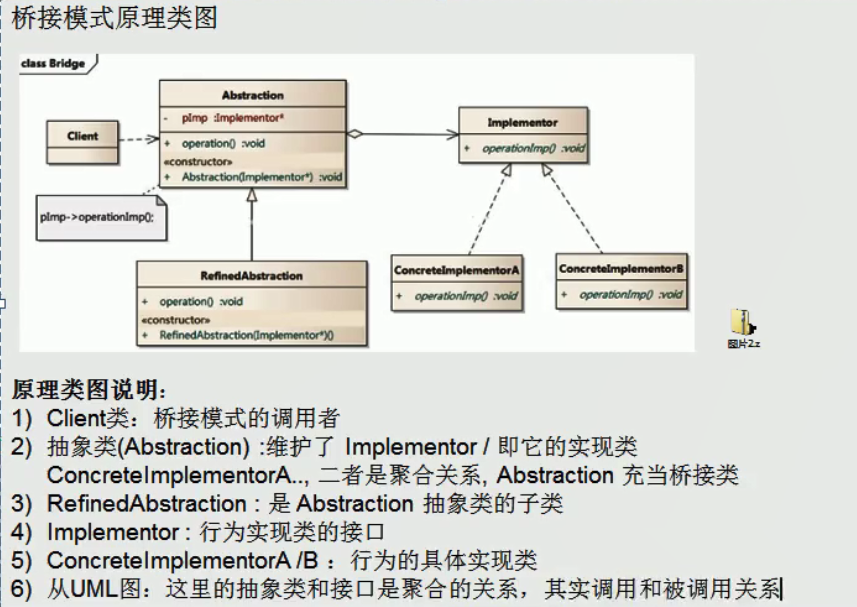 桥接模式原理类图
class Bridge
Abstraction
- pImp :Implementor*
+ operation() :void
«constructor»
+ Abstraction(Implementor*) :void
Client
Implementor
+ operationImp() :void
pImp->operationImp();
RefinedAbstraction
+ operation() :void
«constructor»
+ RefinedAbstraction(Implementor*)()
ConcreteImplementorA
+ operationImp() :void
ConcreteImplementorB
+ operationImp() :void
图片2.z
原理类图说明:
1) Client类：桥接模式的调用者
2) 抽象类(Abstraction) :维护了 Implementor / 即它的实现类
ConcreteImplementorA.., 二者是聚合关系, Abstraction 充当桥接类
3) RefinedAbstraction : 是 Abstraction 抽象类的子类
4) Implementor : 行为实现类的接口
5) ConcreteImplementorA /B ：行为的具体实现类
6) 从UML图：这里的抽象类和接口是聚合的关系，其实调用和被调用关系